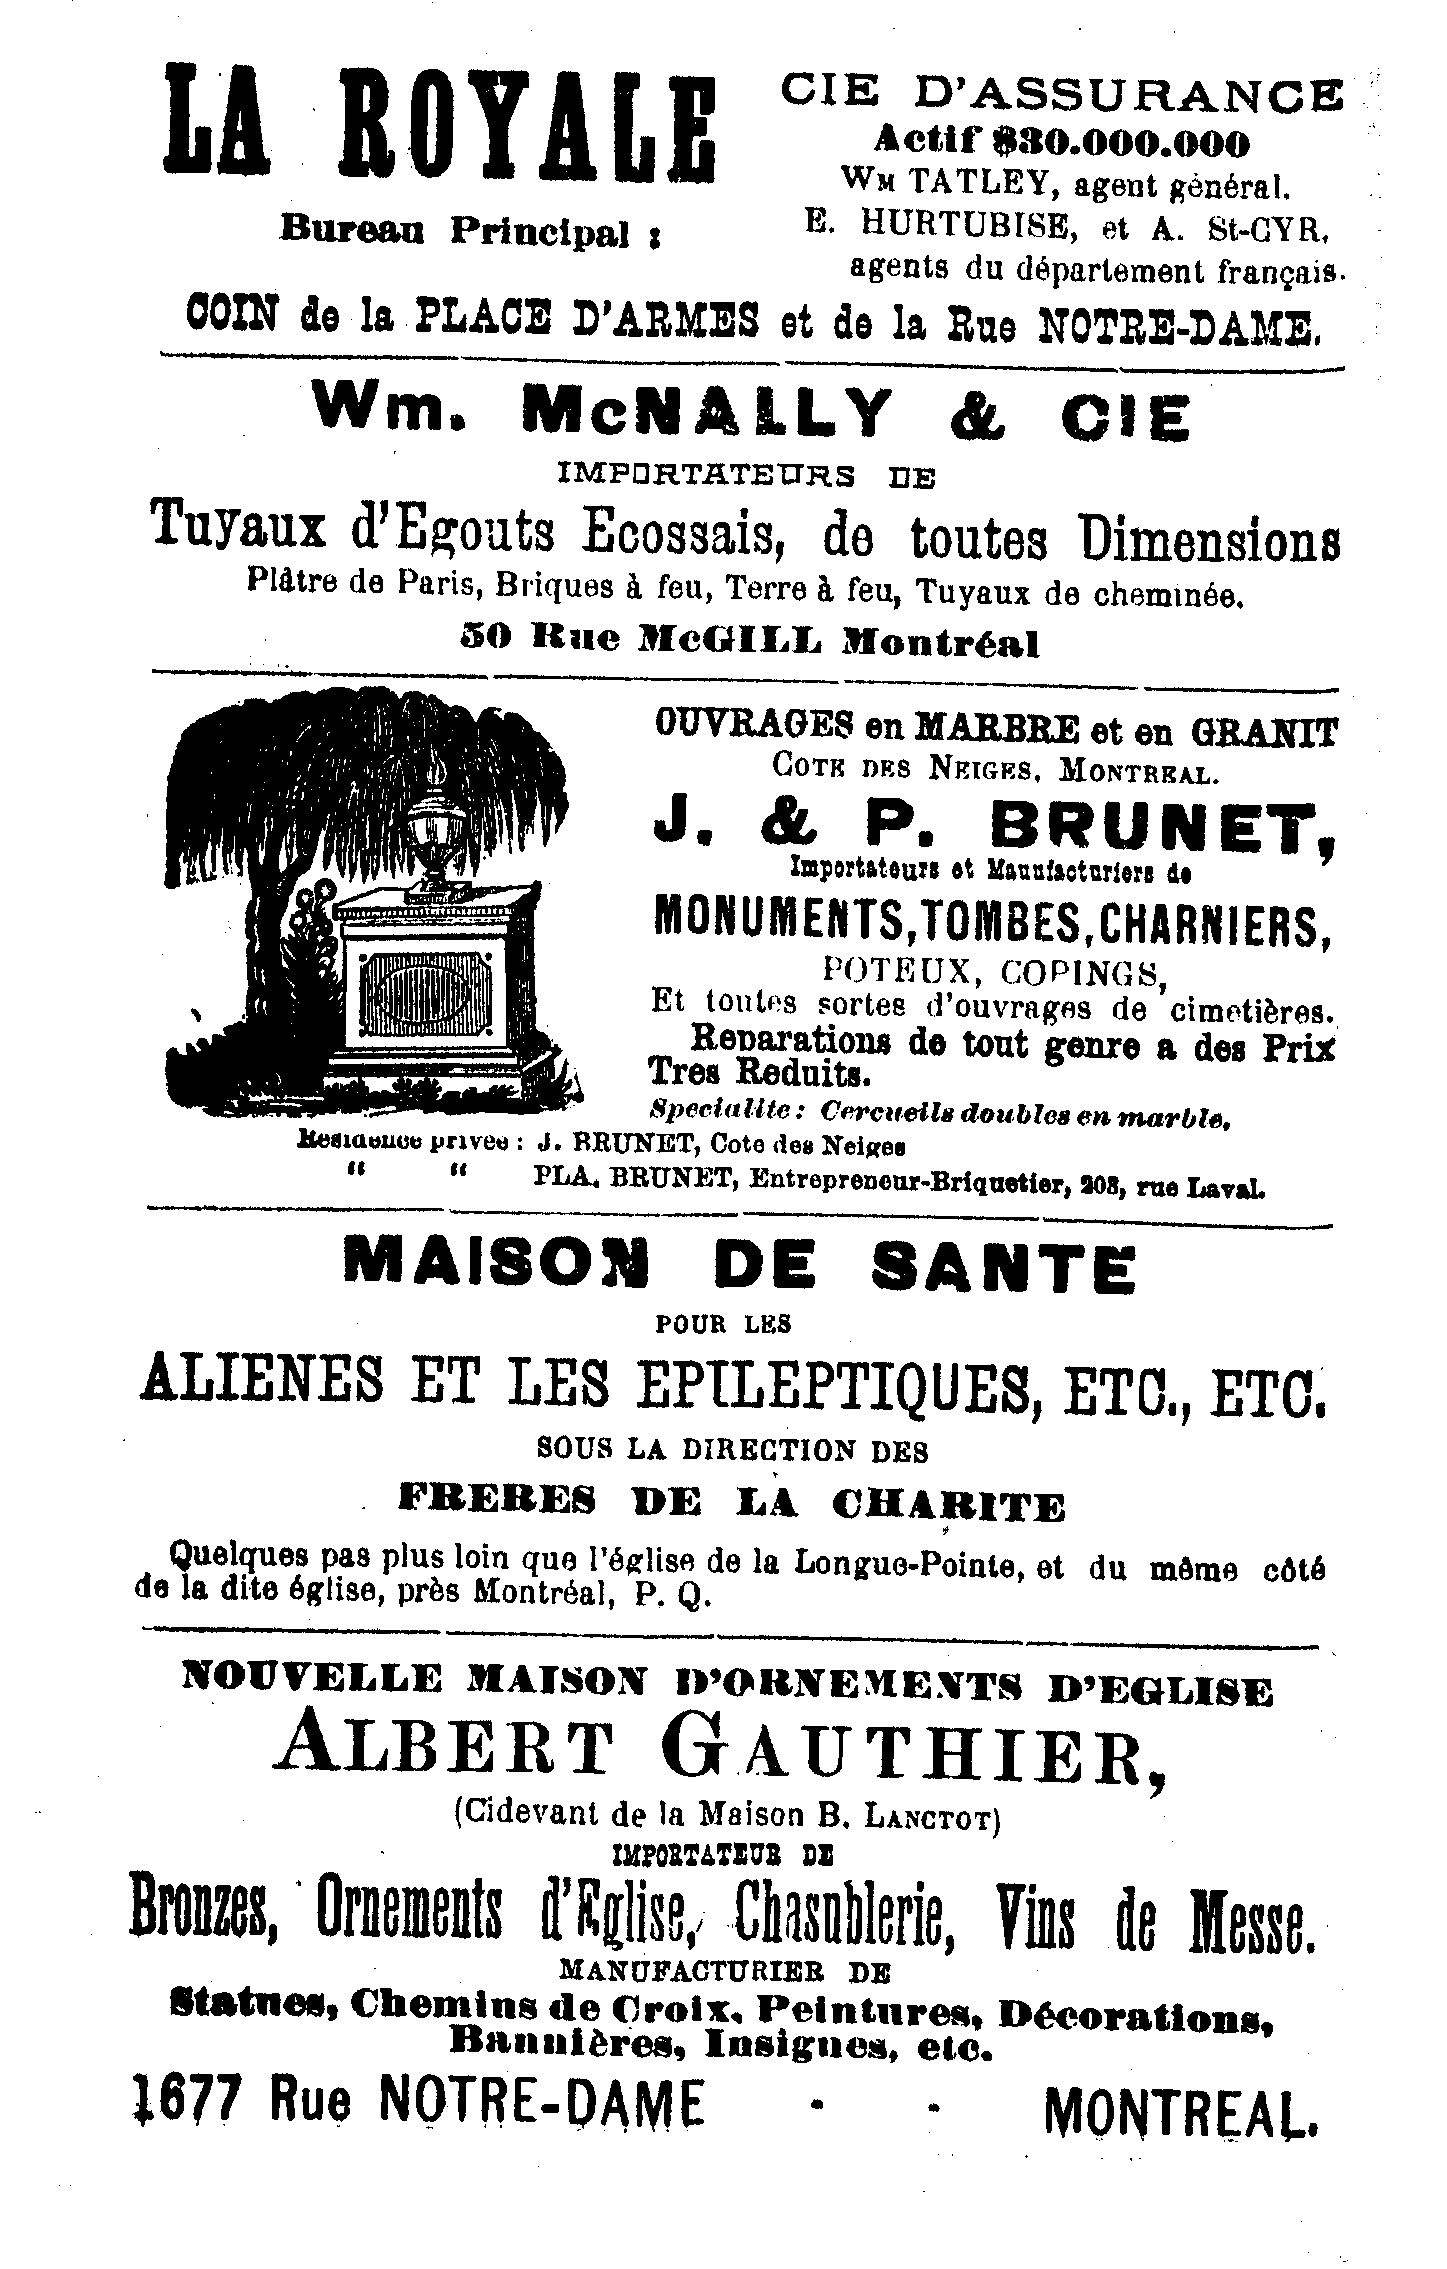 LA ROYALE
CIE D'ASSURANCE
Actif $30.000.000
WM TATLEY, agent général.
Bureau Principal :
E. HURTUBISE, et A. St-CYR,
agents du département français.
COIN de la PLACE D'ARMES et de la Rue NOTRE-DAME.
Wm. McNALLY & CIE
IMPORTATEURS DE
Tuyaux d'Egouts Ecossais, de toutes Dimensions
Plâtre de Paris, Briques à feu, Terre à feu, Tuyaux de cheminée.
50 Rue McGILL Montréal
OUVRAGES en MARBRE et en GRANIT
COTE DES NEIGES, MONTREAL.
J. & P. BRUNET,
Importateurs et Manufacturiers de
MONUMENTS, TOMBES, CHARNIERS,
POTEUX, COPINGS,
Et toutes sortes d'ouvrages de cimetières.
Reparations de tout genre a des Prix
Tres Reduits.
Specialite : Cercueils doubles en marble.
Residence privee : J. BRUNET, Cote des Neiges
" " PLA. BRUNET, Entrepreneur-Briquetier, 203, rue Laval.
MAISON DE SANTE
POUR LES
ALIENES ET LES EPILEPTIQUES, ETC., ETC.
SOUS LA DIRECTION DES
FRERES DE LA CHARITE
Quelques pas plus loin que l'église de la Longue-Pointe, et du même côté
de la dite église, près Montréal, P. Q.
NOUVELLE MAISON D'ORNEMENTS D'EGLISE
ALBERT GAUTHIER,
(Cidevant de la Maison B. LANCTOT)
IMPORTATEUR DE
Bronzes, Ornements d'Eglise, Chasublerie, Vins de Messe.
MANUFACTURIER DE
Statues, Chemins de Croix, Peintures, Décorations,
Bannières, Insignes, etc.
1677 Rue NOTRE-DAME - - MONTREAL.